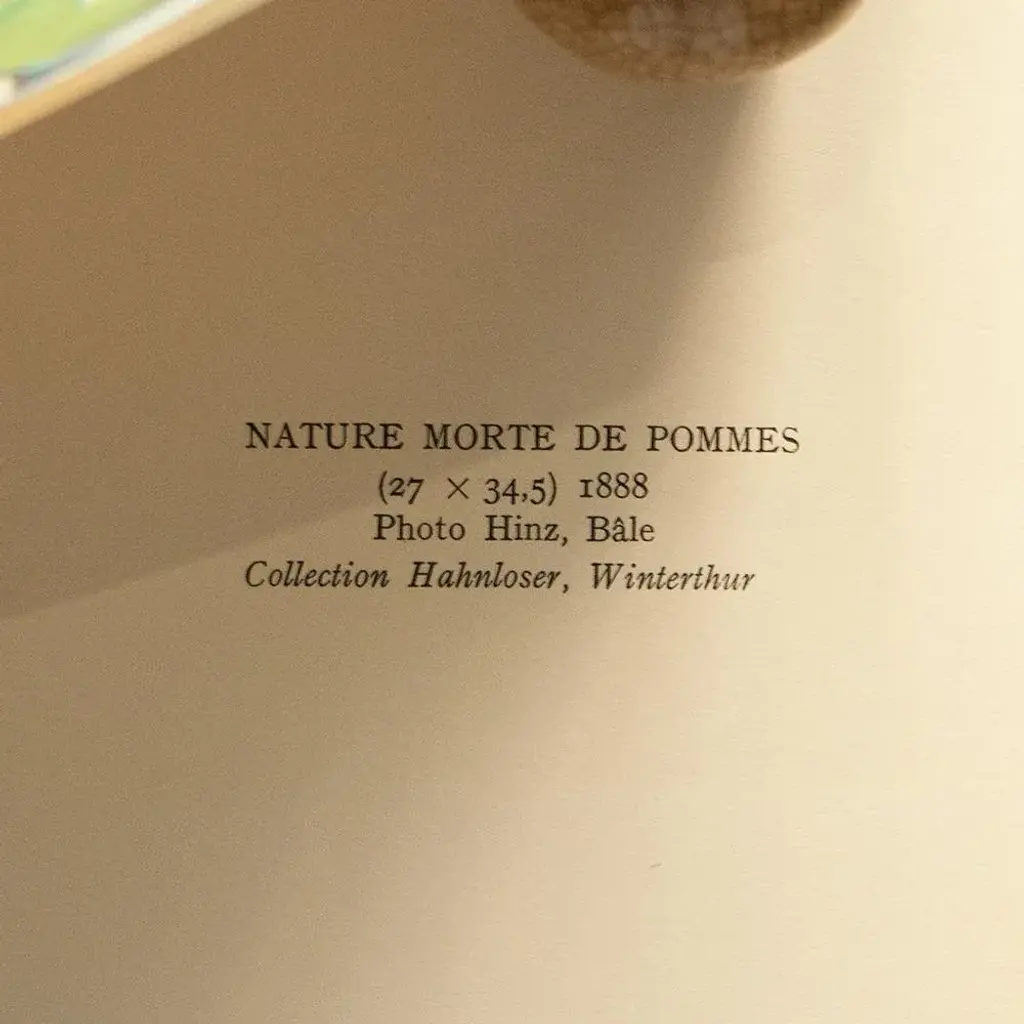 NATURE MORTE DE POMMES
(27 × 34,5) 1888
Photo Hinz, Bâle
Collection Hahnloser, Winterthur